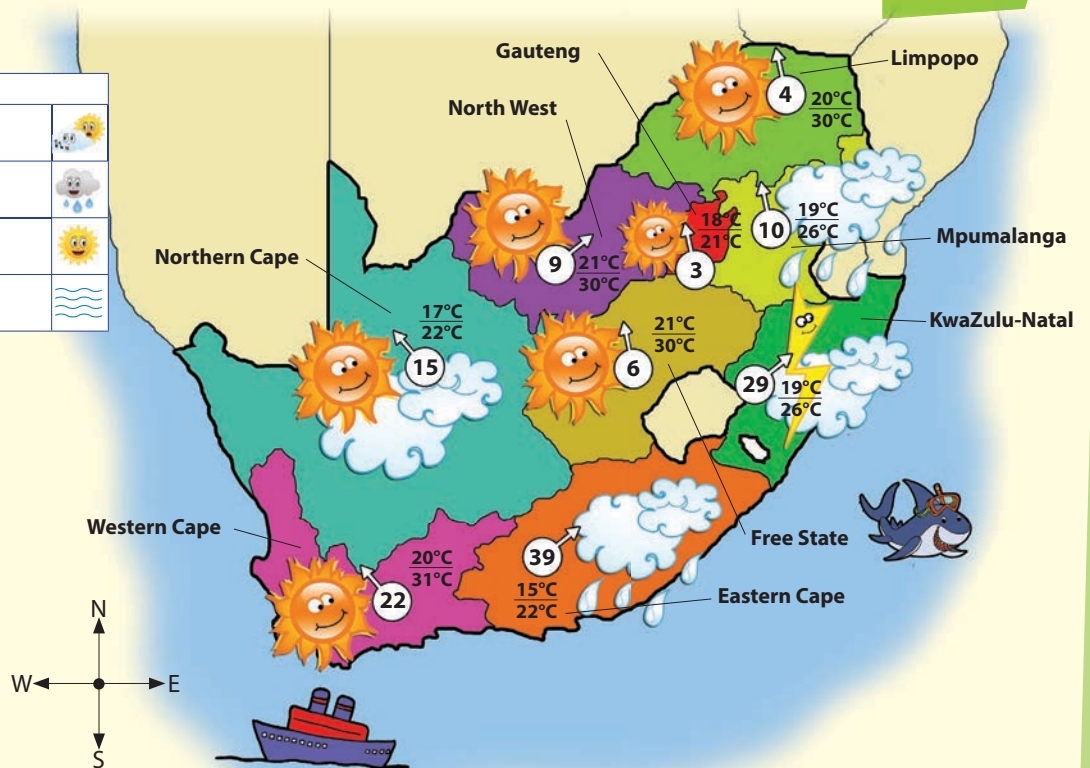 Gauteng
Limpopo
4
20°C
30°C
North West
18°C
21°C
3
10
19°C
26°C
Mpumalanga
9
21°C
30°C
Northern Cape
17°C
22°C
15
21°C
30°C
6
KwaZulu-Natal
29
19°C
26°C
Western Cape
20°C
31°C
22
39
15°C
22°C
Free State
Eastern Cape
N
W
E
S